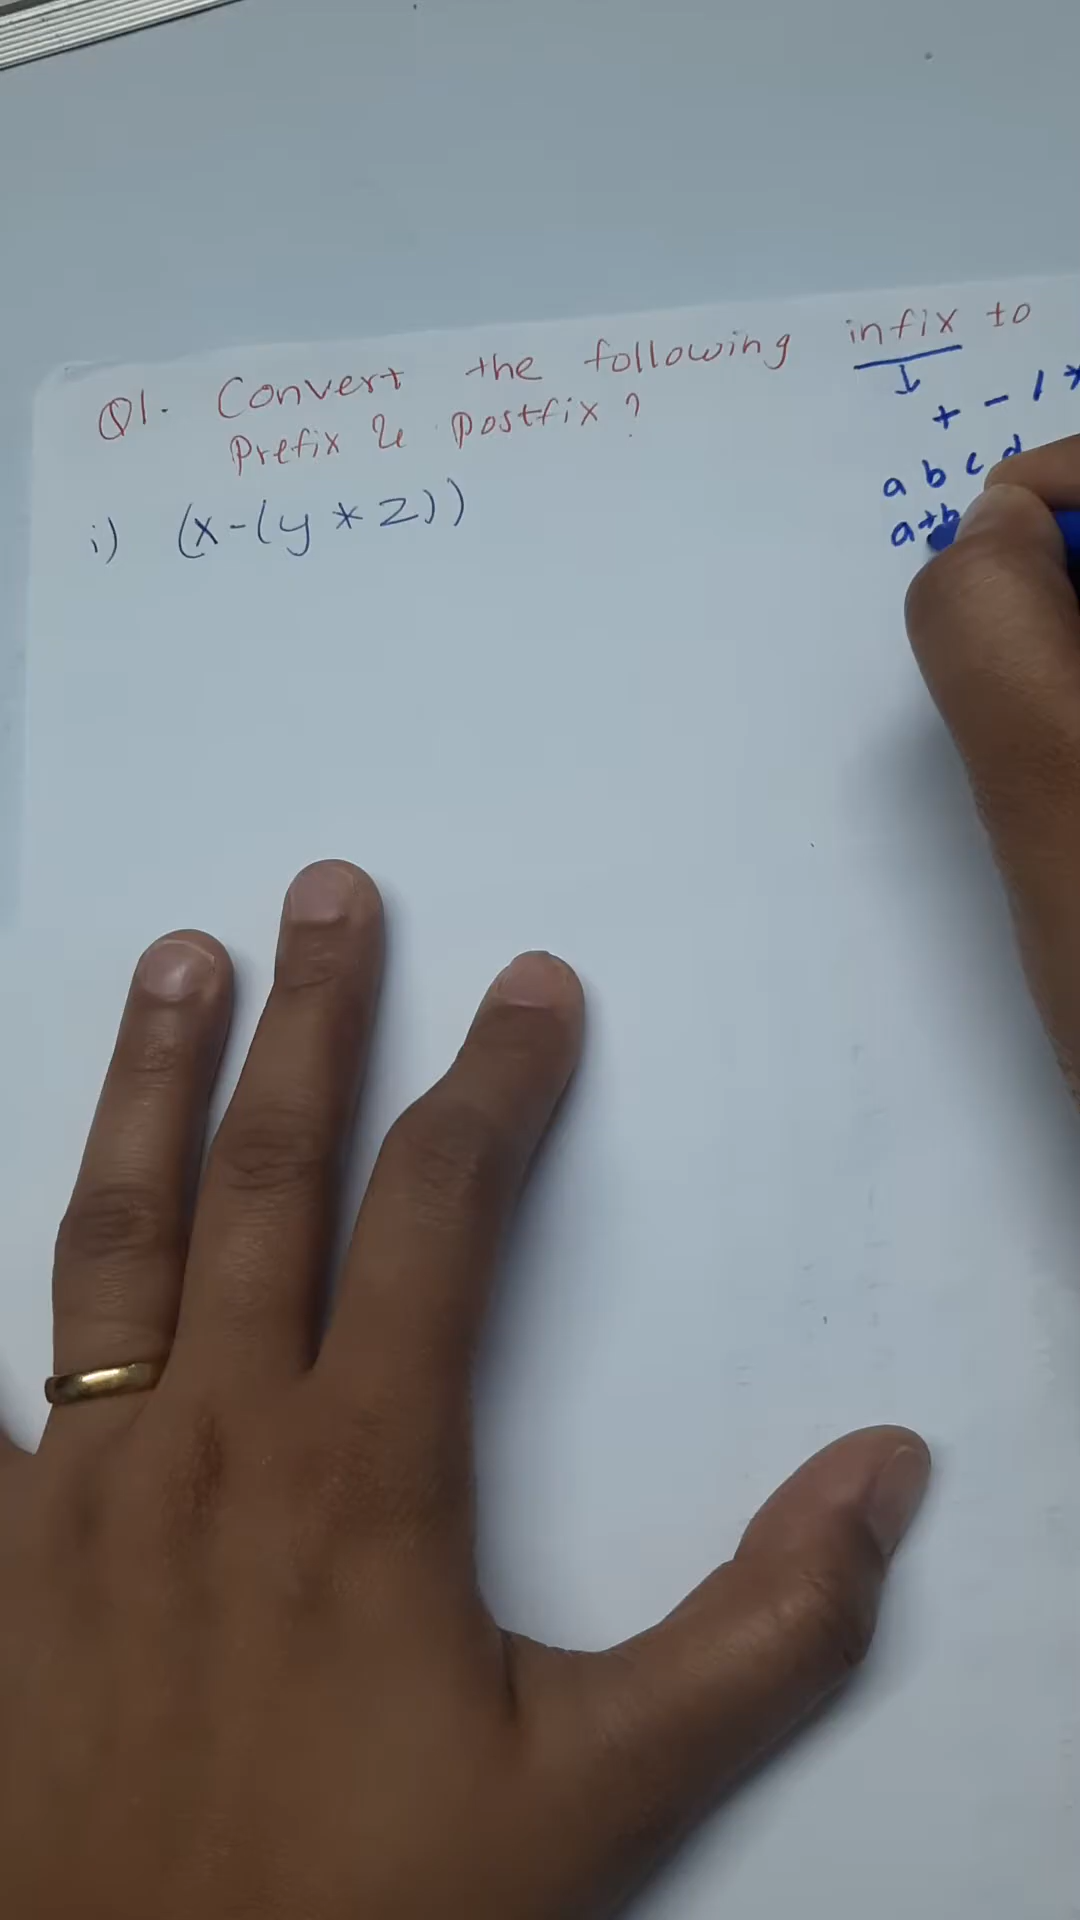 Q1. Convert the following infix to
Prefix & postfix ?
+ - / *
i) (x-(y * z))
a b c d
a+b